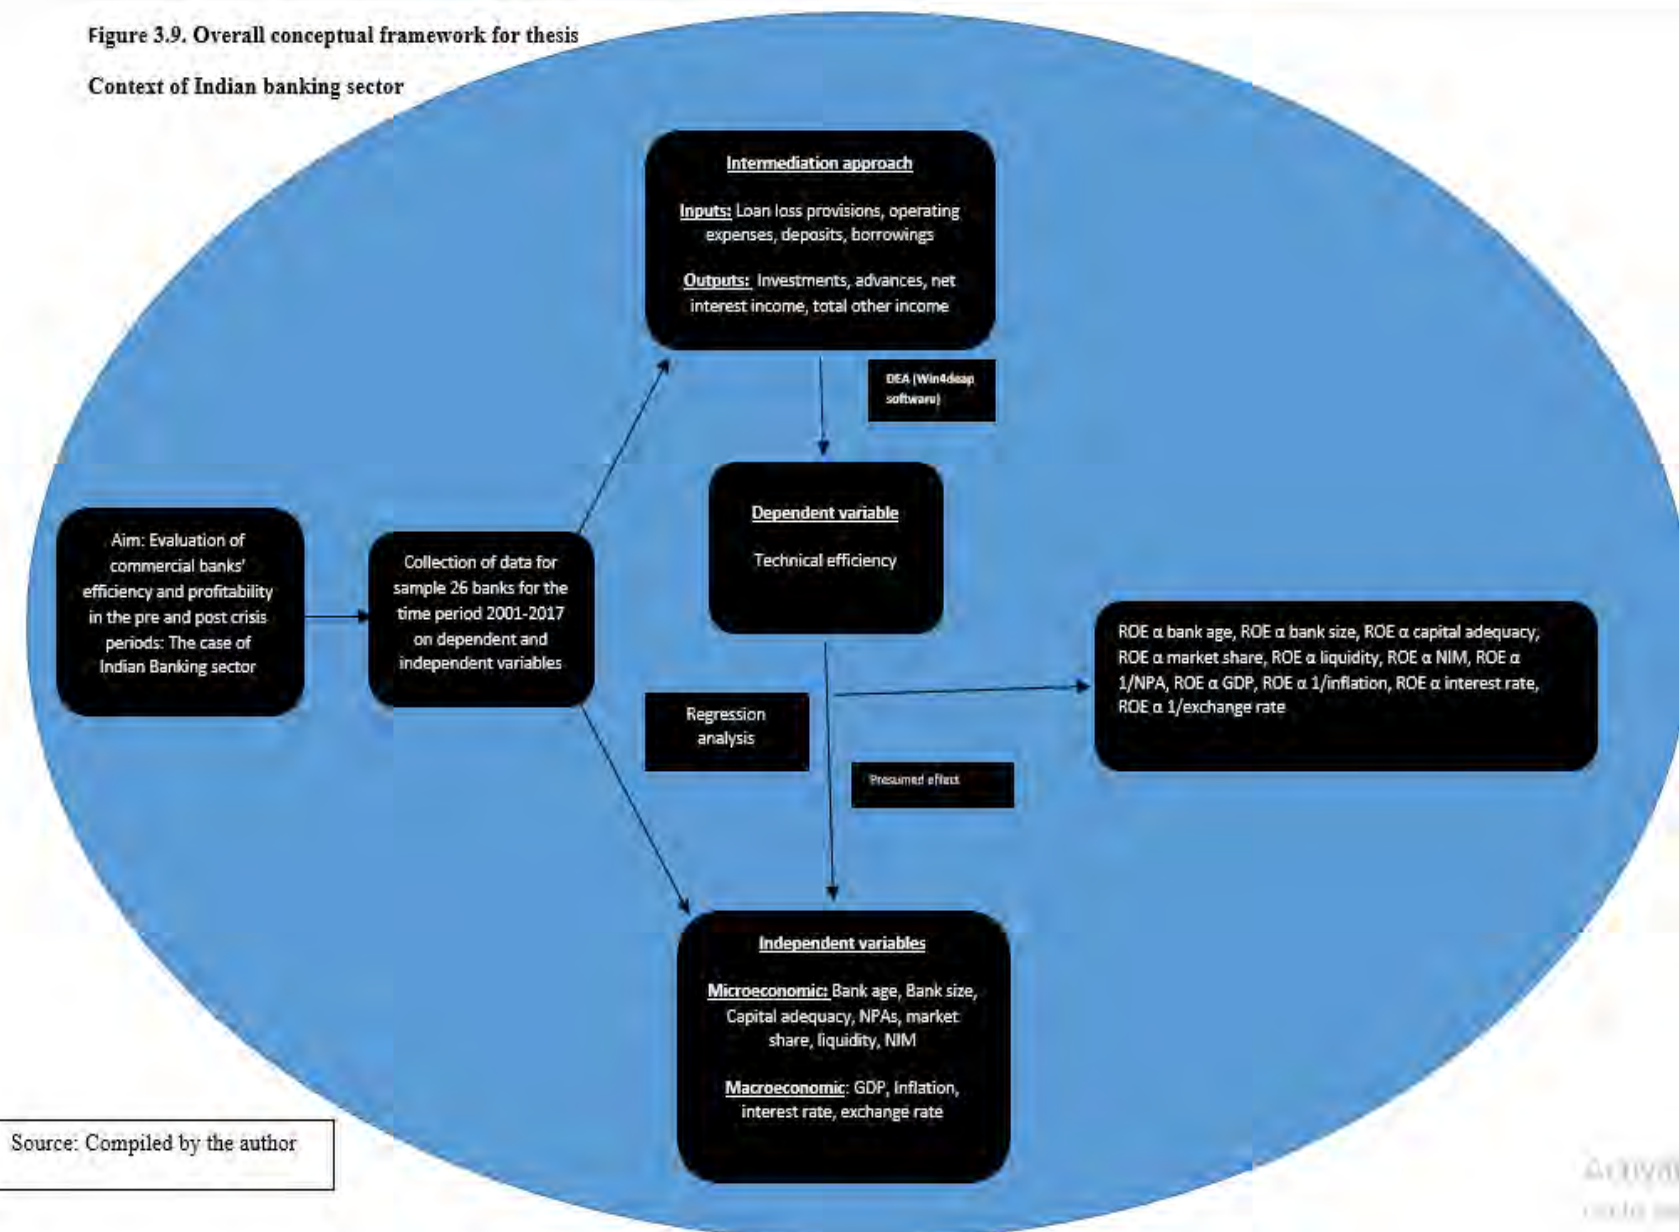 Figure 3.9. Overall conceptual framework for thesis
Context of Indian banking sector
Intermediation approach
Inputs: Loan loss provisions, operating
expenses, deposits, borrowings
Outputs: Investments, advances, net
interest income, total other income
DEA (Win4deap
software)
Dependent variable
Technical efficiency
Aim: Evaluation of
commercial banks'
efficiency and profitability
in the pre and post crisis
periods: The case of
Indian Banking sector
Collection of data for
sample 26 banks for the
time period 2001-2017
on dependent and
independent variables
ROE α bank age, ROE α bank size, ROE α capital adequacy,
ROE α market share, ROE α liquidity, ROE α NIM, ROE α
1/NPA, ROE α GDP, ROE α 1/inflation, ROE α interest rate,
ROE α 1/exchange rate
Regression
analysis
Presumed effect
Independent variables
Microeconomic: Bank age, Bank size,
Capital adequacy, NPAs, market
share, liquidity, NIM
Macroeconomic: GDP, Inflation,
interest rate, exchange rate
Source: Compiled by the author